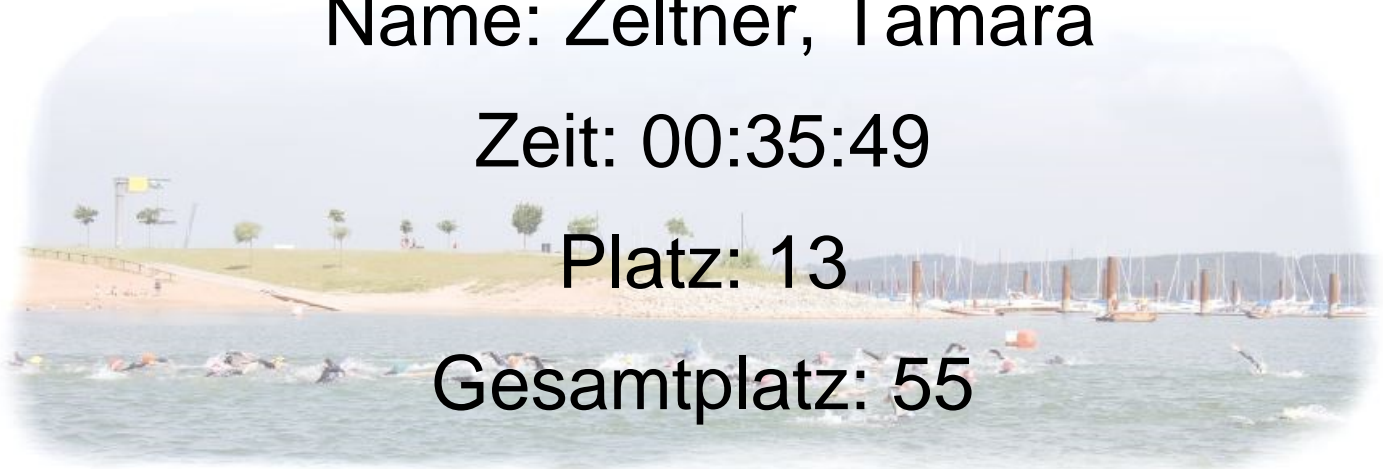 Name: Zeltner, Tamara
Zeit: 00:35:49
Platz: 13
Gesamtplatz: 55